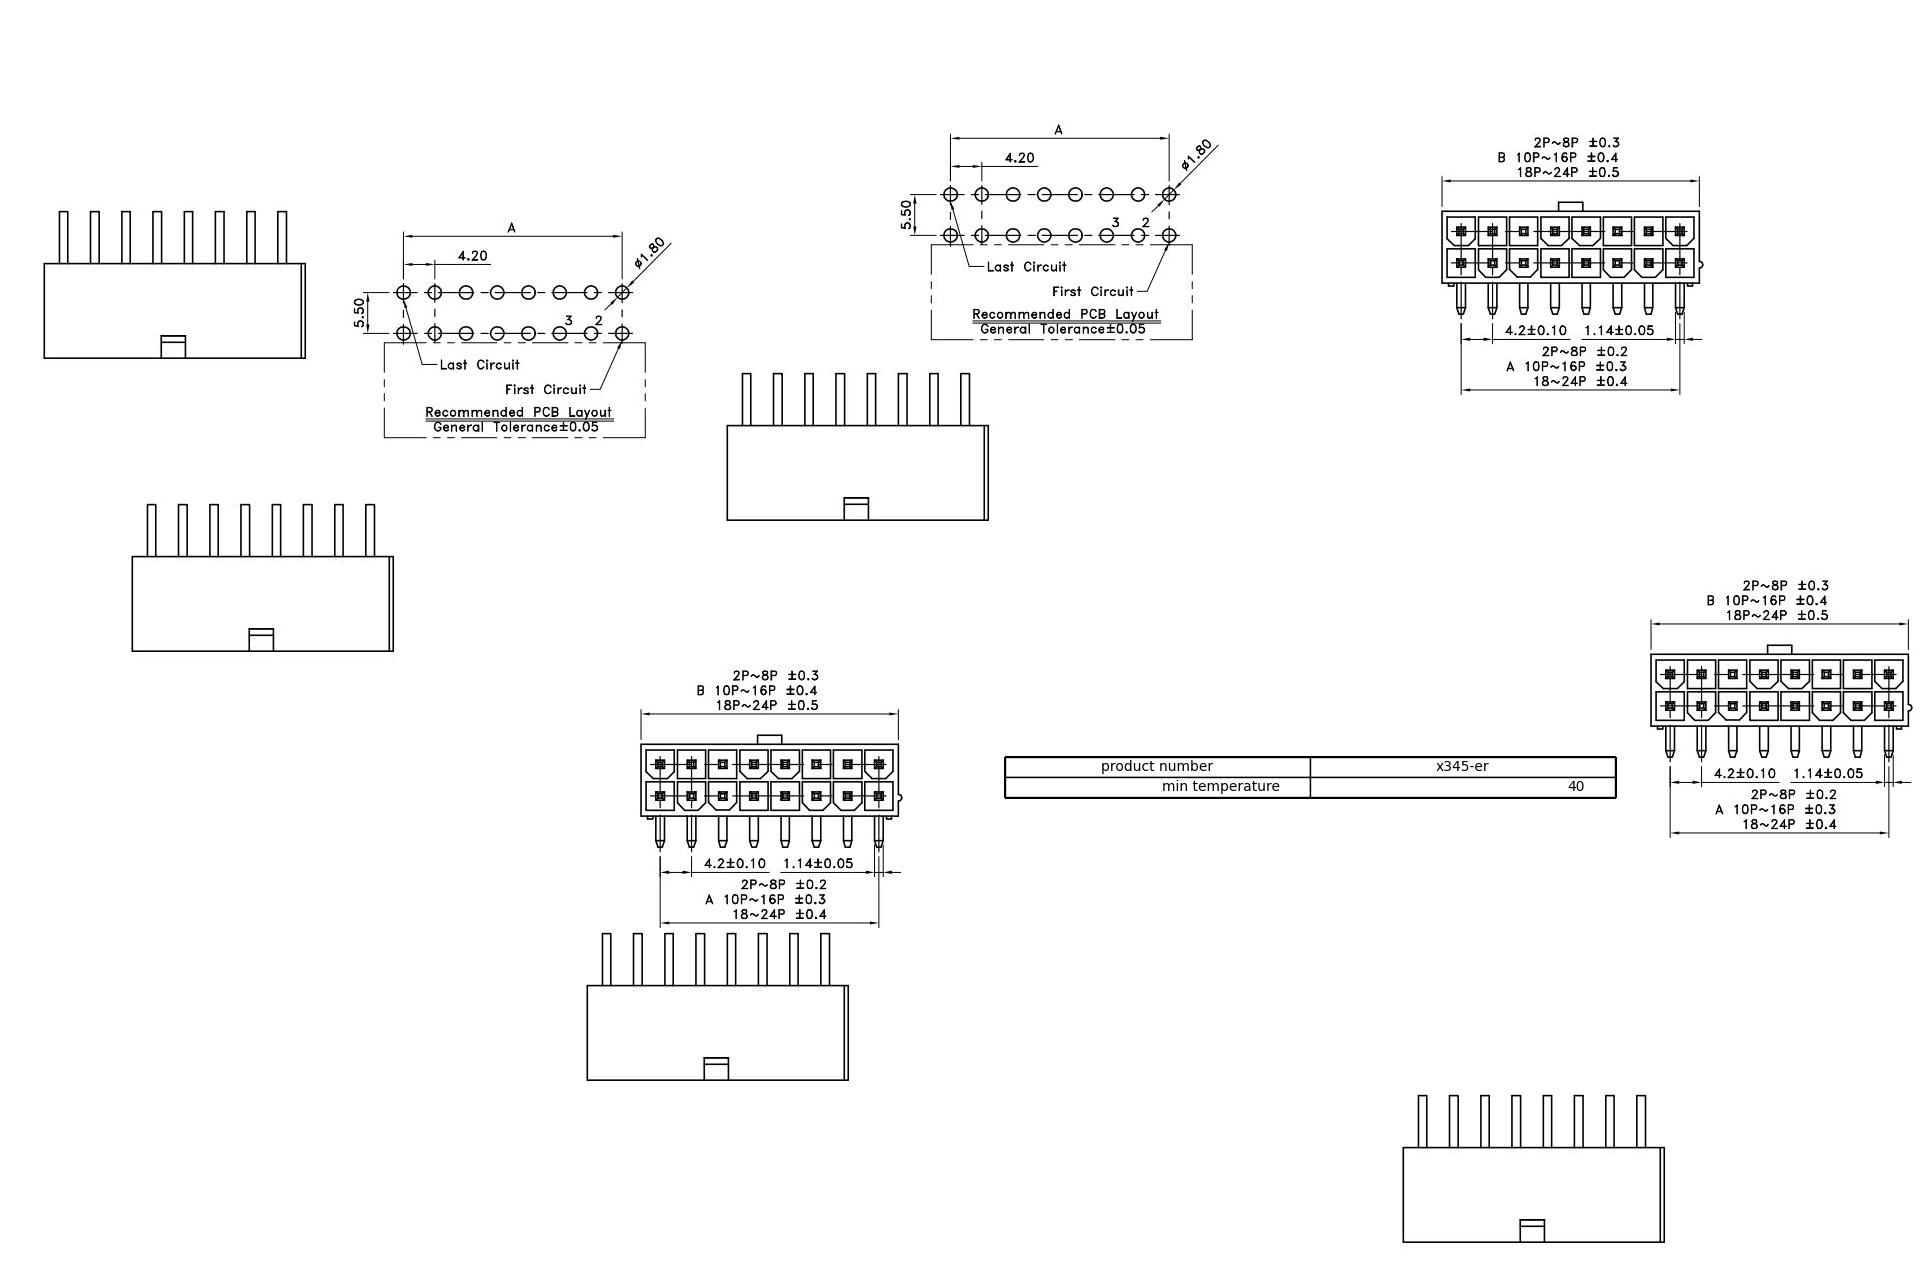 A
4.20
ø1.80
5.50
3 2
Last Circuit
First Circuit
Recommended PCB Layout
General Tolerance±0.05
2P~8P ±0.3
B 10P~16P ±0.4
18P~24P ±0.5
4.2±0.10 1.14±0.05
2P~8P ±0.2
A 10P~16P ±0.3
18~24P ±0.4
A
4.20
ø1.80
5.50
3 2
Last Circuit
First Circuit
Recommended PCB Layout
General Tolerance±0.05
2P~8P ±0.3
B 10P~16P ±0.4
18P~24P ±0.5
4.2±0.10 1.14±0.05
2P~8P ±0.2
A 10P~16P ±0.3
18~24P ±0.4
2P~8P ±0.3
B 10P~16P ±0.4
18P~24P ±0.5
4.2±0.10 1.14±0.05
2P~8P ±0.2
A 10P~16P ±0.3
18~24P ±0.4
product number x345-er
min temperature 40